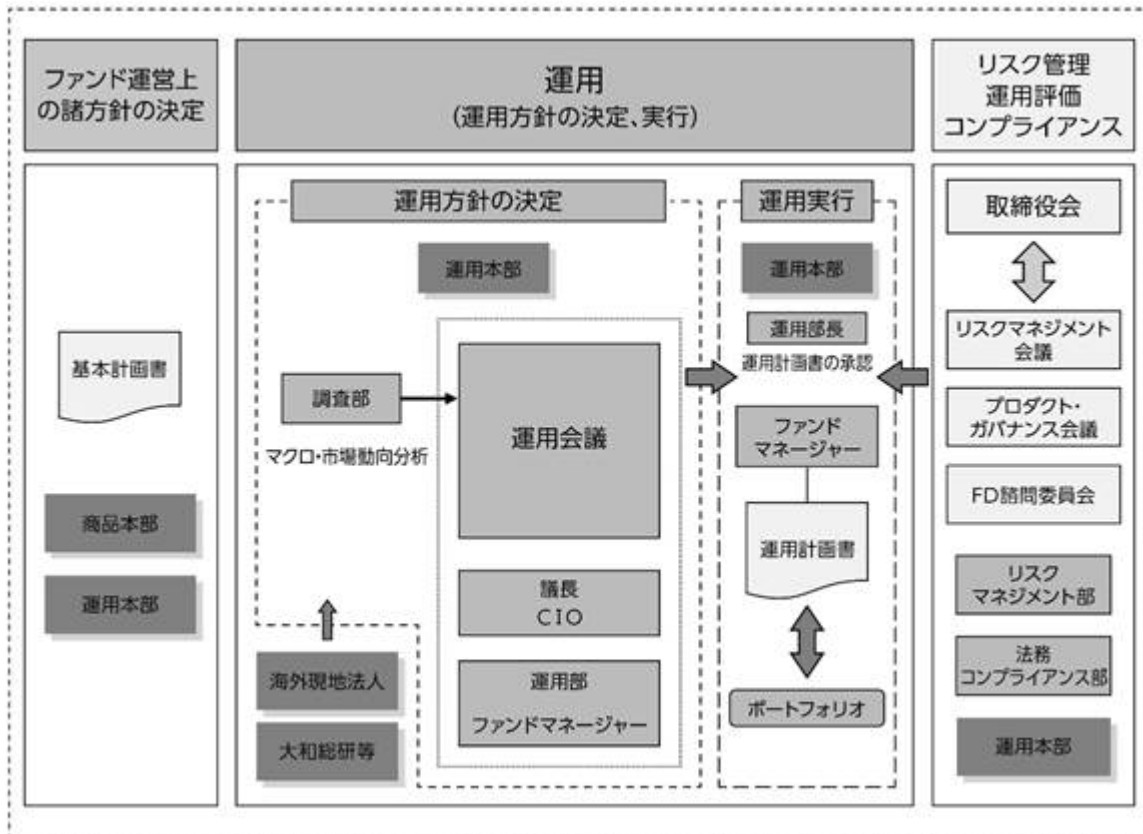 ファンド運営上
の諸方針の決定
運用
(運用方針の決定、実行)
リスク管理
運用評価
コンプライアンス
基本計画書
商品本部
運用本部
運用方針の決定
運用本部
調査部
マクロ・市場動向分析
運用会議
議長
CIO
運用部
ファンドマネージャー
海外現地法人
大和総研等
運用実行
運用本部
運用部長
運用計画書の承認
ファンド
マネージャー
運用計画書
ポートフォリオ
取締役会
リスクマネジメント
会議
プロダクト・
ガバナンス会議
FD諮問委員会
リスク
マネジメント部
法務
コンプライアンス部
運用本部